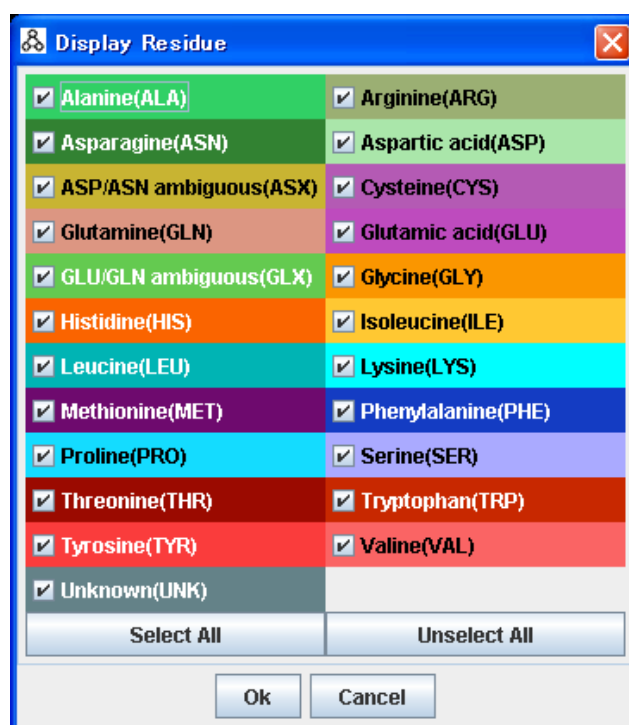 Display Residue
Alanine(ALA) Arginine(ARG)
Asparagine(ASN) Aspartic acid(ASP)
ASP/ASN ambiguous(ASX) Cysteine(CYS)
Glutamine(GLN) Glutamic acid(GLU)
GLU/GLN ambiguous(GLX) Glycine(GLY)
Histidine(HIS) Isoleucine(ILE)
Leucine(LEU) Lysine(LYS)
Methionine(MET) Phenylalanine(PHE)
Proline(PRO) Serine(SER)
Threonine(THR) Tryptophan(TRP)
Tyrosine(TYR) Valine(VAL)
Unknown(UNK)
Select All Unselect All
Ok Cancel